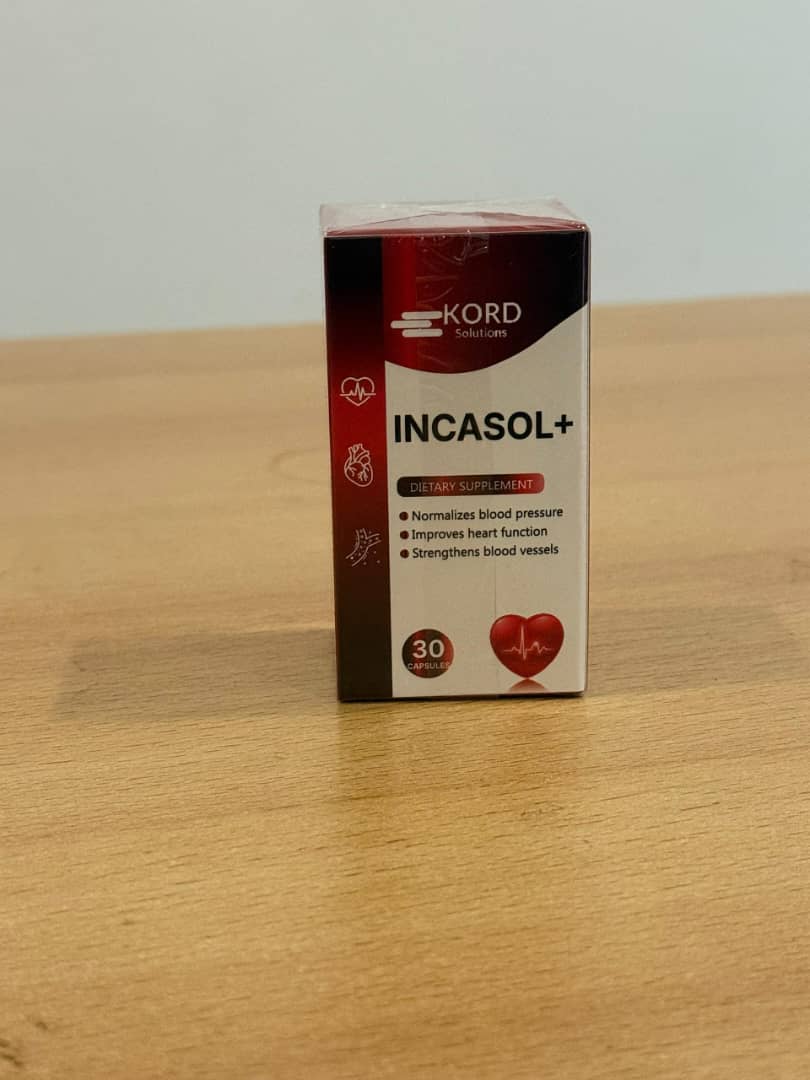 KORD
Solutions
INCASOL+
DIETARY SUPPLEMENT
Normalizes blood pressure
Improves heart function
Strengthens blood vessels
30
CAPSULES